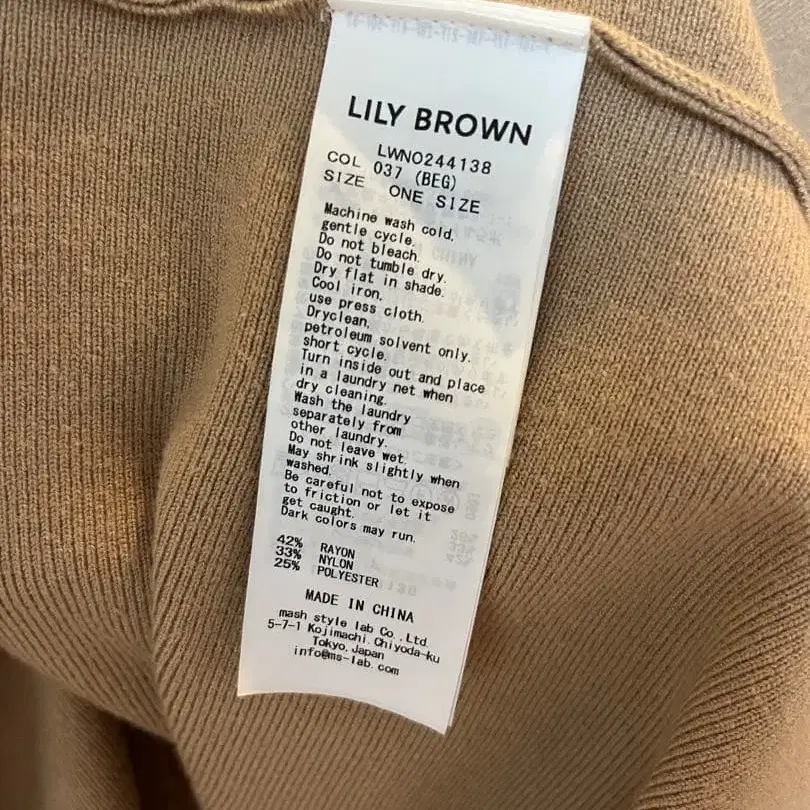 LILY BROWN
LWNO244138
COL 037 (BEG)
SIZE ONE SIZE
Machine wash cold,
gentle cycle.
Do not bleach.
Do not tumble dry.
Dry flat in shade.
Cool iron,
use press cloth.
Dryclean,
petroleum solvent only.
short cycle.
Turn inside out and place
in a laundry net when
dry cleaning.
Wash the laundry
separately from
other laundry.
Do not leave wet.
May shrink slightly when
washed.
Be careful not to expose
to friction or let it
get caught.
Dark colors may run.
42% RAYON
33% NYLON
25% POLYESTER
MADE IN CHINA
mash style lab Co.,Ltd.
5-7-1 Kojimachi,Chiyoda-ku
Tokyo,Japan
info@ms-lab.com